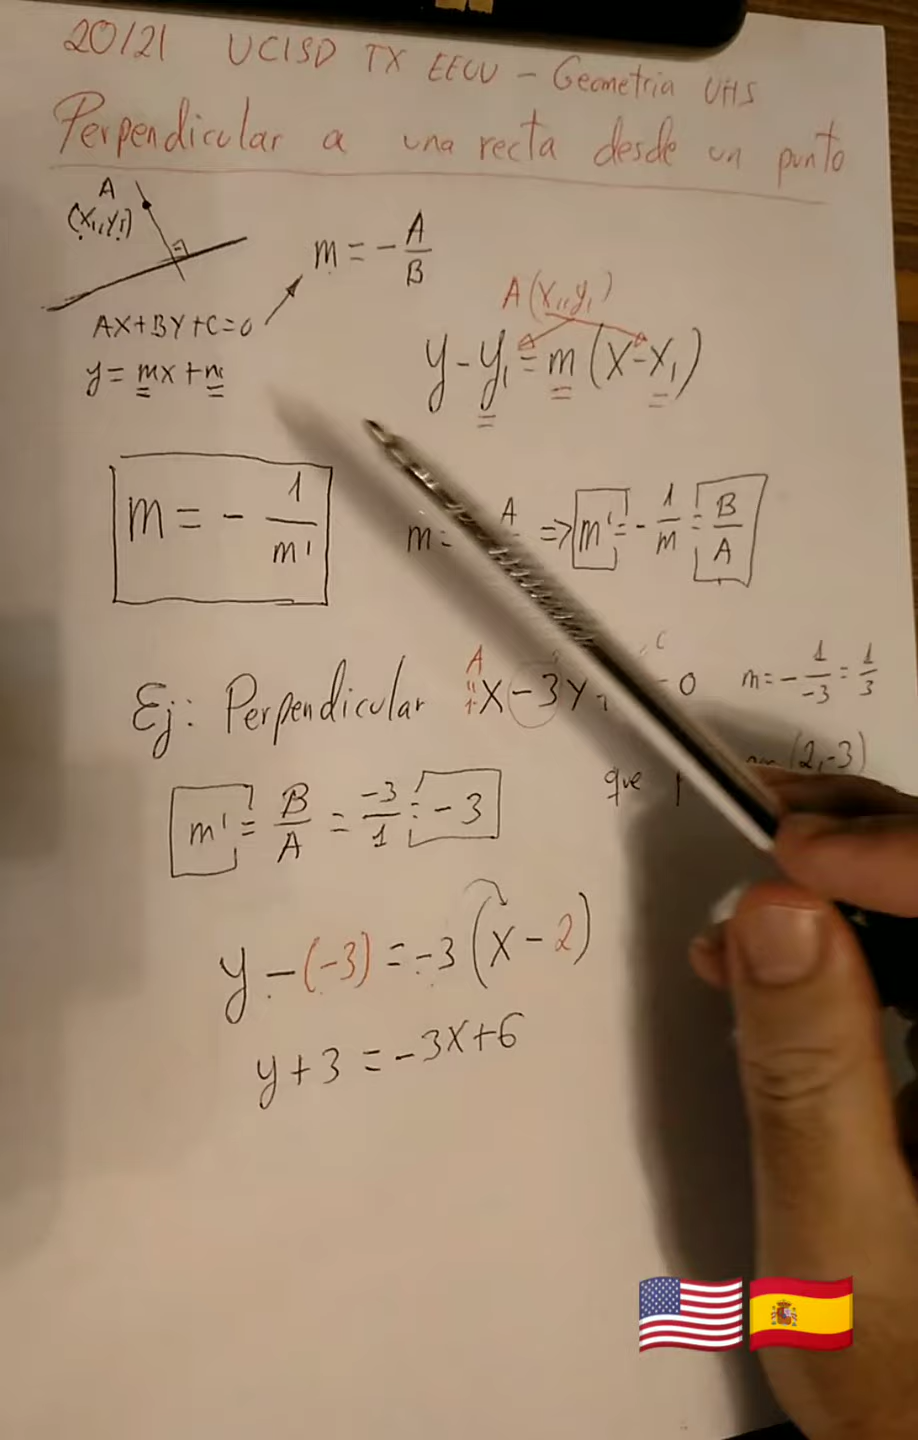 20/21 UCISD TX EEUU - Geometria UHS
Perpendicular a una recta desde un punto
A
(x₁,y₁)
m = - A/B
AX+BY+C=0
y = mx + n
A(x₁,y₁)
y - y₁ = m (x - x₁)
m = - 1/m'
m = A => m' = - 1/m = B/A
A C
Ej: Perpendicular 1x - 3y = 0 m = - 1/-3 = 1/3
que (2,-3)
m' = B/A = -3/1 = -3
y - (-3) = -3 (x - 2)
y + 3 = -3x + 6